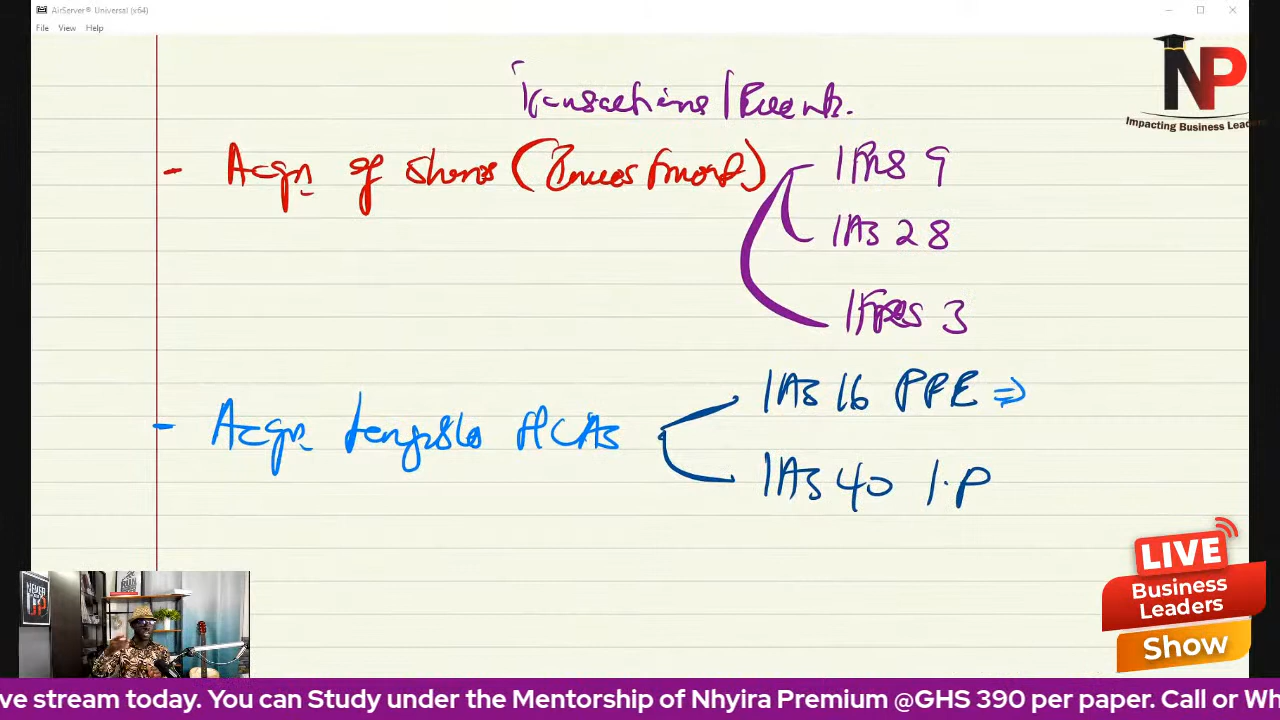 AirServer® Universal (x64)
File View Help
Transactions/Events.
NP
Impacting Business Leade
- Acqn of shares (Investment)
IFRS 9
IAS 28
IFRS 3
- Acqn tangible NCAs
IAS 16 PPE ⇒
IAS 40 I.P
LIVE
Business
Leaders
Show
ve stream today. You can Study under the Mentorship of Nhyira Premium @GHS 390 per paper. Call or Wh